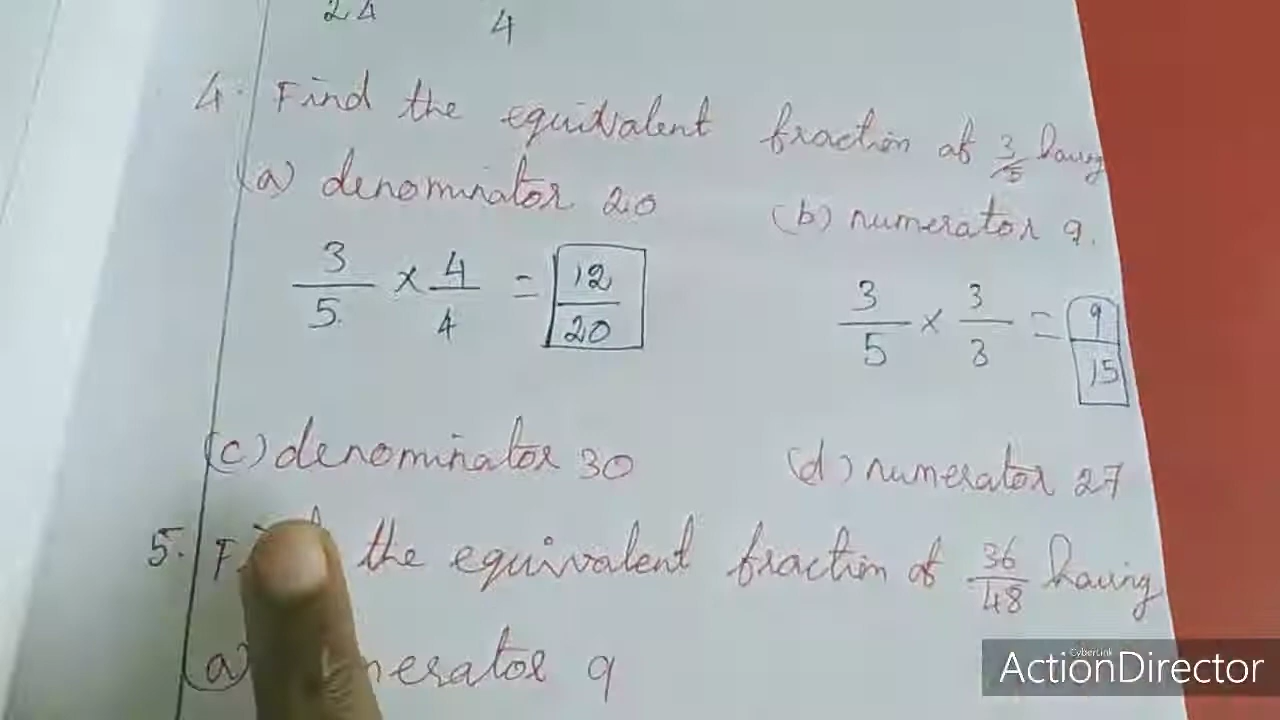 24 4
4. Find the equivalent fraction of 3/5 having
(a) denominator 20 (b) numerator 9.
3/5 × 4/4 = 12/20 3/5 × 3/3 = 9/15
(c) denominator 30 (d) numerator 27
5. the equivalent fraction of 36/48 having
(a) 9
CyberLink
ActionDirector